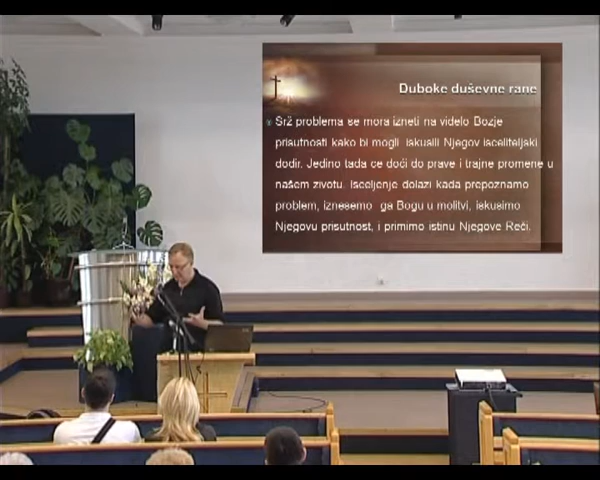 Duboke duševne rane
Srž problema se mora izneti na videlo Bozje
prisutnosti kako bi mogli iskusili Njegov isceliteljski
dodir. Jedino tada ce doći do prave i trajne promene u
našem životu. Isceljenje dolazi kada prepoznamo
problem, iznesemo ga Bogu u molitvi, iskusimo
Njegovu prisutnost, i primimo istinu Njegove Reči.